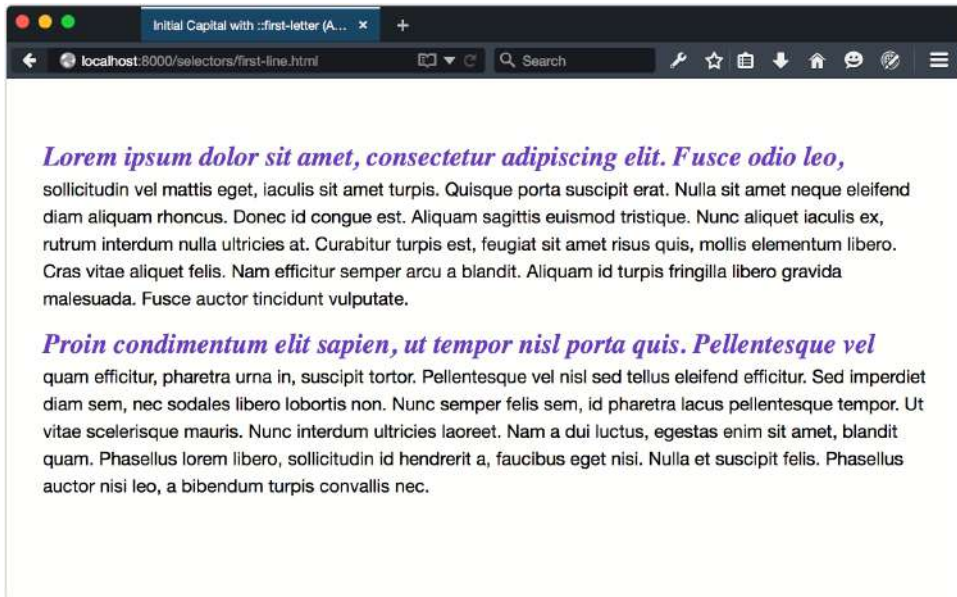 Initial Capital with ::first-letter (A...
localhost:8000/selectors/first-line.html
Search
Lorem ipsum dolor sit amet, consectetur adipiscing elit. Fusce odio leo,
sollicitudin vel mattis eget, iaculis sit amet turpis. Quisque porta suscipit erat. Nulla sit amet neque eleifend
diam aliquam rhoncus. Donec id congue est. Aliquam sagittis euismod tristique. Nunc aliquet iaculis ex,
rutrum interdum nulla ultricies at. Curabitur turpis est, feugiat sit amet risus quis, mollis elementum libero.
Cras vitae aliquet felis. Nam efficitur semper arcu a blandit. Aliquam id turpis fringilla libero gravida
malesuada. Fusce auctor tincidunt vulputate.
Proin condimentum elit sapien, ut tempor nisl porta quis. Pellentesque vel
quam efficitur, pharetra urna in, suscipit tortor. Pellentesque vel nisl sed tellus eleifend efficitur. Sed imperdiet
diam sem, nec sodales libero lobortis non. Nunc semper felis sem, id pharetra lacus pellentesque tempor. Ut
vitae scelerisque mauris. Nunc interdum ultricies laoreet. Nam a dui luctus, egestas enim sit amet, blandit
quam. Phasellus lorem libero, sollicitudin id hendrerit a, faucibus eget nisi. Nulla et suscipit felis. Phasellus
auctor nisi leo, a bibendum turpis convallis nec.